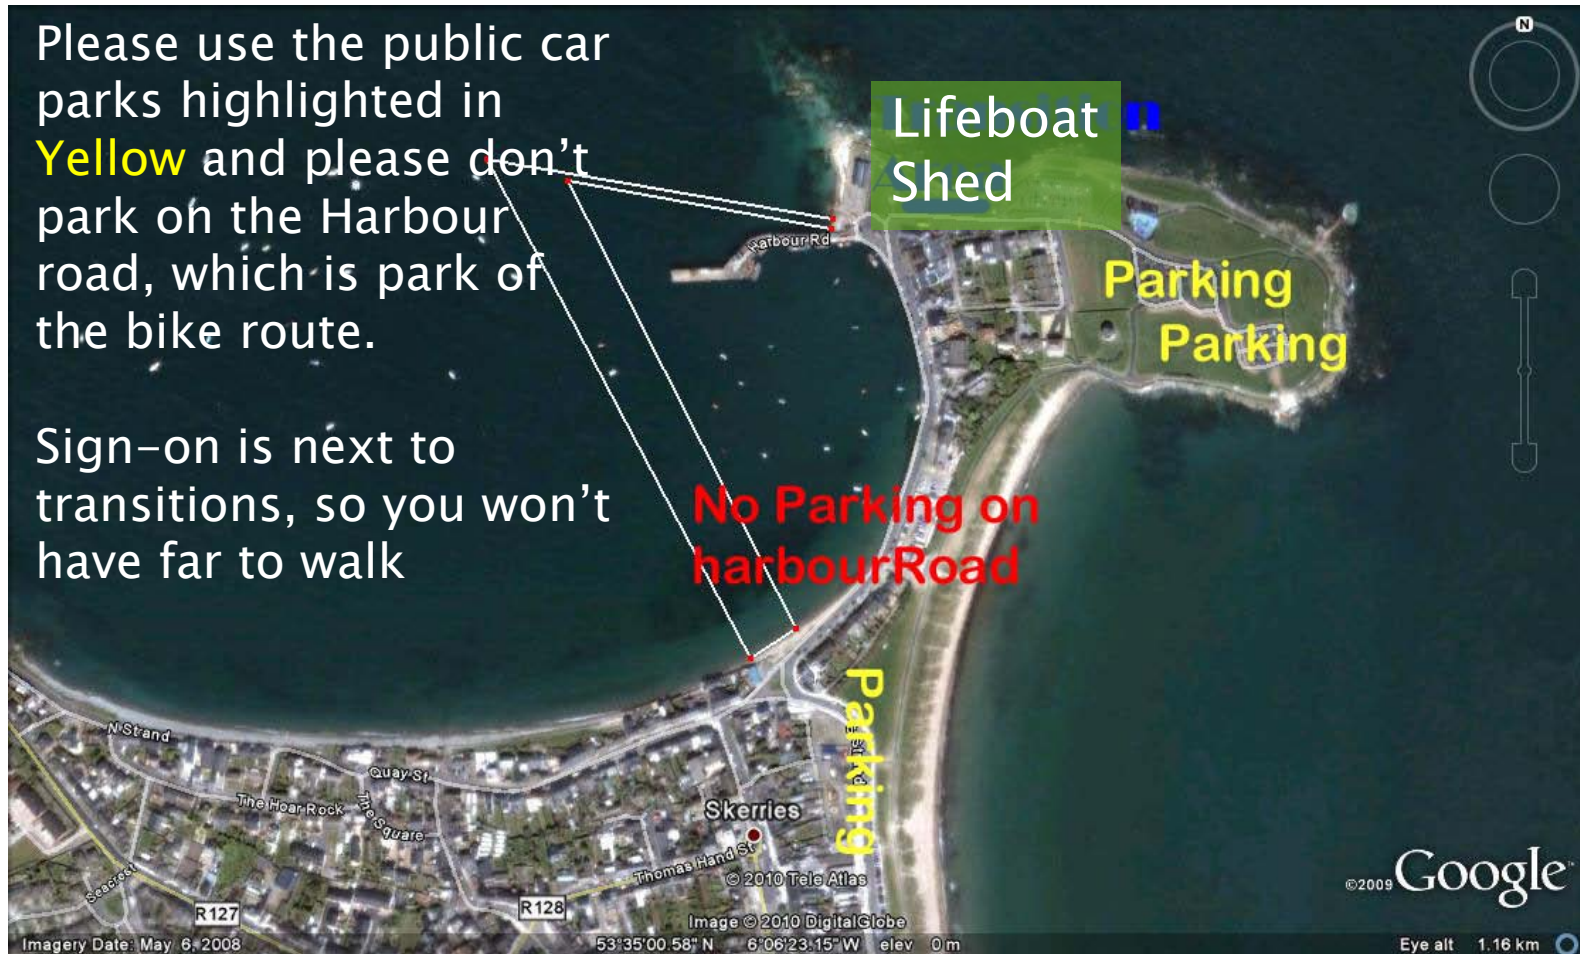 Please use the public car
parks highlighted in
Yellow and please don't
park on the Harbour
road, which is park of
the bike route.
Sign-on is next to
transitions, so you won't
have far to walk
Lifeboat
Shed
N
Harbour Rd
Parking
Parking
No Parking on
harbourRoad
Parking
N Strand
Quay St
The Hoar Rock
The Square
Skerries
Thomas Hand St
Seacrest
R127
R128
© 2010 Tele Atlas
Image © 2010 DigitalGlobe
©2009 Google
Imagery Date: May 6, 2008
53°35'00.58" N 6°06'23.15" W elev 0 m
Eye alt 1.16 km